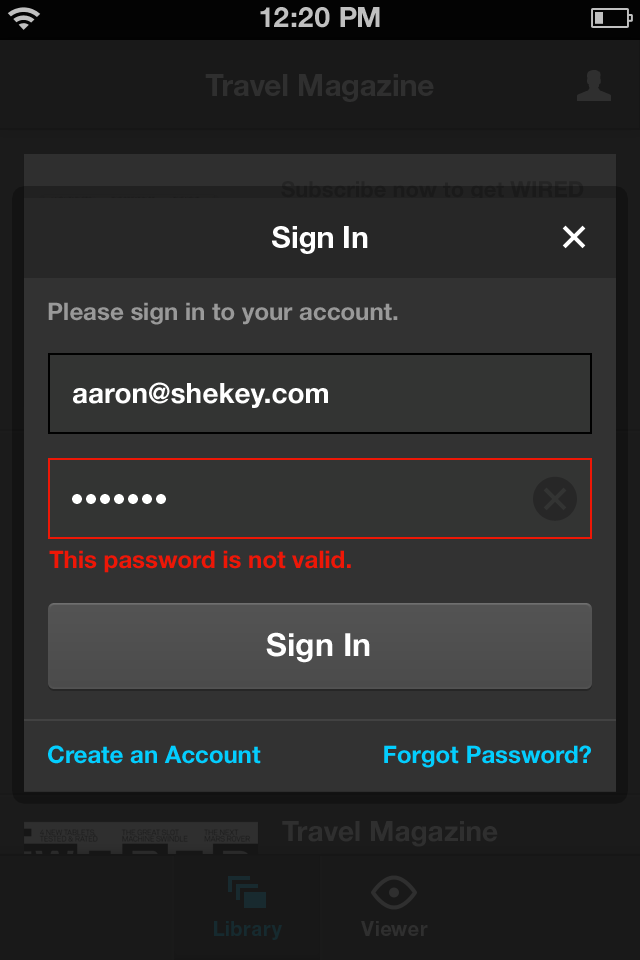 12:20 PM
Travel Magazine
Subscribe now to get WIRED
Sign In
Please sign in to your account.
aaron@shekey.com
•••••••
This password is not valid.
Sign In
Create an Account
Forgot Password?
Travel Magazine
Library
Viewer